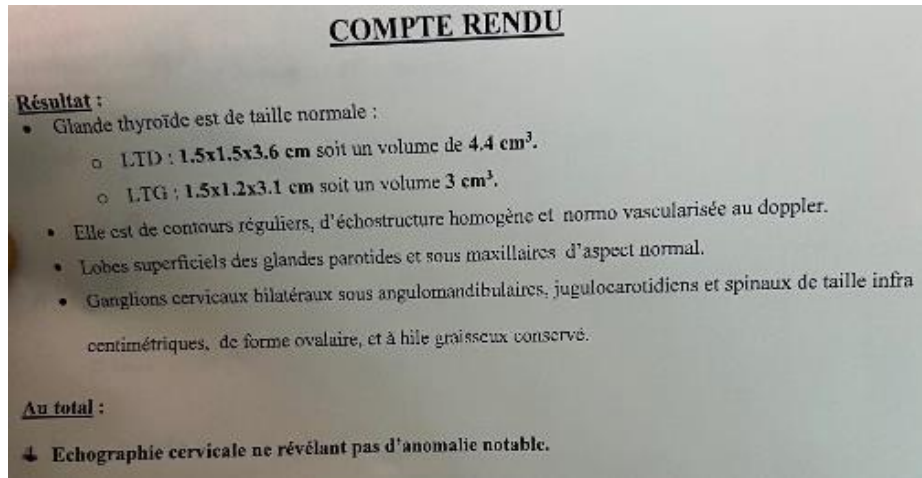 COMPTE RENDU
Résultat :
• Glande thyroïde est de taille normale :
o LTD : 1.5x1.5x3.6 cm soit un volume de 4.4 cm³.
o LTG : 1.5x1.2x3.1 cm soit un volume 3 cm³.
• Elle est de contours réguliers, d'échostructure homogène et normo vascularisée au doppler.
• Lobes superficiels des glandes parotides et sous maxillaires d'aspect normal.
• Ganglions cervicaux bilatéraux sous angulomandibulaires, jugulocarotidiens et spinaux de taille infra
centimétriques, de forme ovalaire, et à hile graisseux conservé.
Au total :
Echographie cervicale ne révélant pas d'anomalie notable.